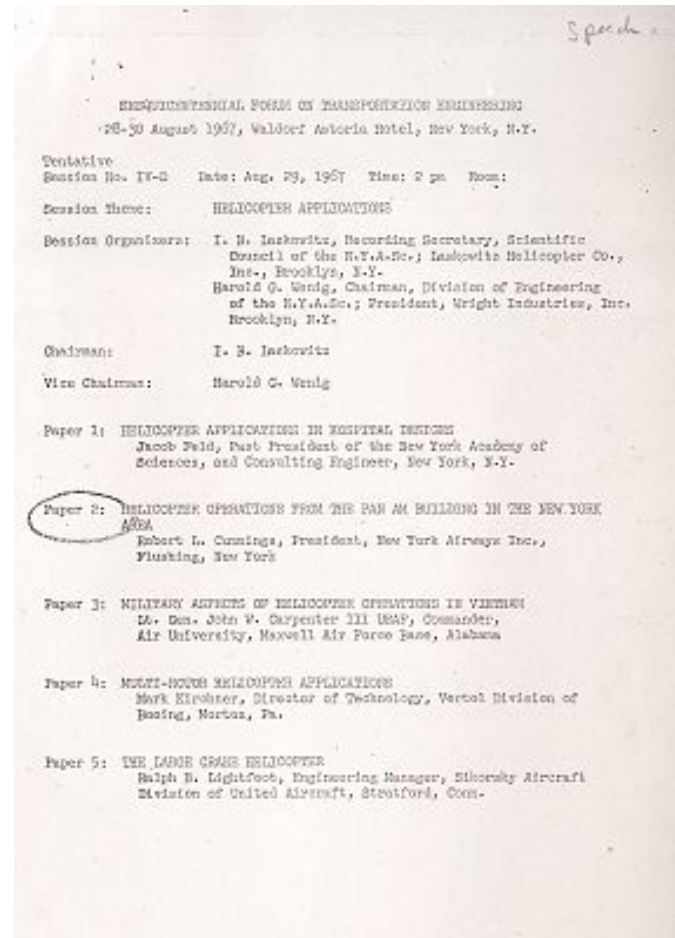 Speech
SESQUICENTENNIAL FORUM ON TRANSPORTATION ENGINEERING
28-30 August 1967, Waldorf Astoria Hotel, New York, N.Y.
Tentative
Session No. IV-D Date: Aug. 29, 1967 Time: 2 pm Room:
Session Theme: HELICOPTER APPLICATIONS
Session Organizers: I. B. Laskowitz, Recording Secretary, Scientific
Council of the N.Y.A.Sc.; Laskowitz Helicopter Co.,
Inc., Brooklyn, N.Y.
Harold G. Wenig, Chairman, Division of Engineering
of the N.Y.A.Sc.; President, Wright Industries, Inc.
Brooklyn, N.Y.
Chairman: I. B. Laskowitz
Vice Chairman: Harold G. Wenig
Paper 1: HELICOPTER APPLICATIONS IN HOSPITAL DESIGNS
Jacob Feld, Past President of the New York Academy of
Sciences, and Consulting Engineer, New York, N.Y.
Paper 2: HELICOPTER OPERATIONS FROM THE PAN AM BUILDING IN THE NEW YORK
AREA
Robert L. Cummings, President, New York Airways Inc.,
Flushing, New York
Paper 3: MILITARY ASPECTS OF HELICOPTER OPERATIONS IN VIETNAM
Lt. Gen. John W. Carpenter III USAF, Commander,
Air University, Maxwell Air Force Base, Alabama
Paper 4: MULTI-ROTOR HELICOPTER APPLICATIONS
Mark Kirchner, Director of Technology, Vertol Division of
Boeing, Morton, Pa.
Paper 5: THE LARGE CRANE HELICOPTER
Ralph B. Lightfoot, Engineering Manager, Sikorsky Aircraft
Division of United Aircraft, Stratford, Conn.